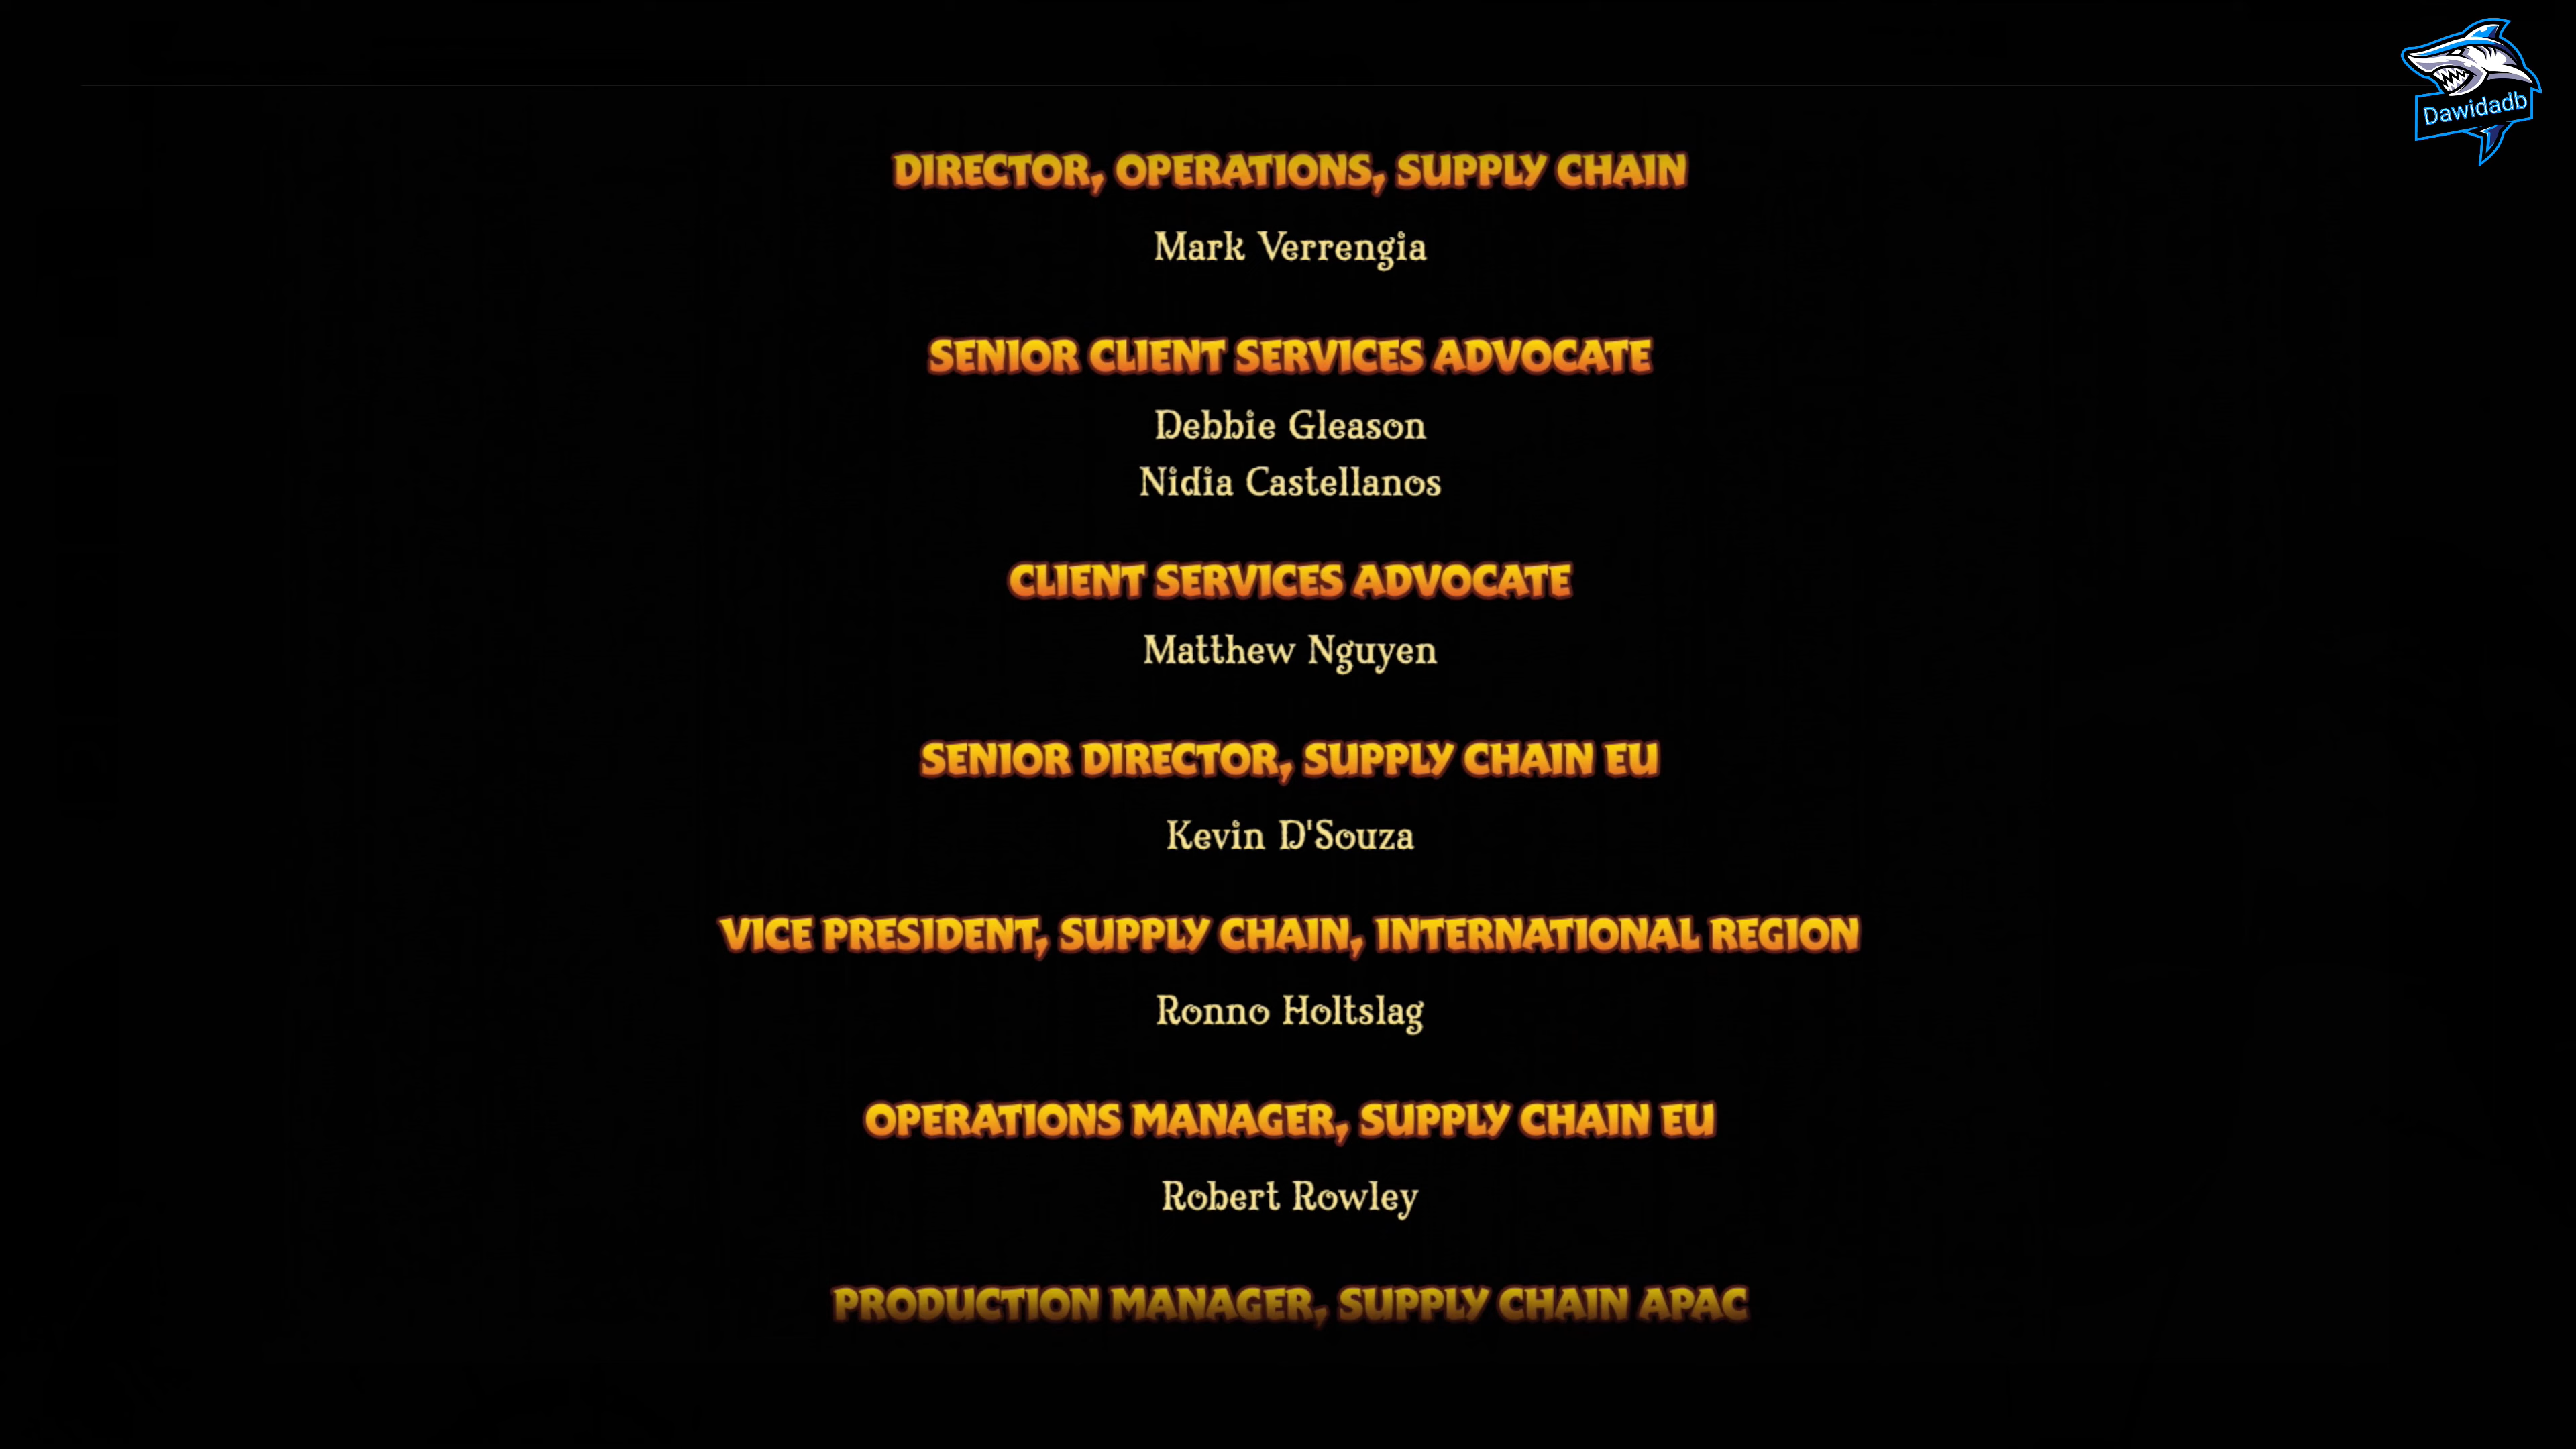 Dawidadb
DIRECTOR, OPERATIONS, SUPPLY CHAIN
Mark Verrengia
SENIOR CLIENT SERVICES ADVOCATE
Debbie Gleason
Nidia Castellanos
CLIENT SERVICES ADVOCATE
Matthew Nguyen
SENIOR DIRECTOR, SUPPLY CHAIN EU
Kevin D'Souza
VICE PRESIDENT, SUPPLY CHAIN, INTERNATIONAL REGION
Ronno Holtslag
OPERATIONS MANAGER, SUPPLY CHAIN EU
Robert Rowley
PRODUCTION MANAGER, SUPPLY CHAIN APAC